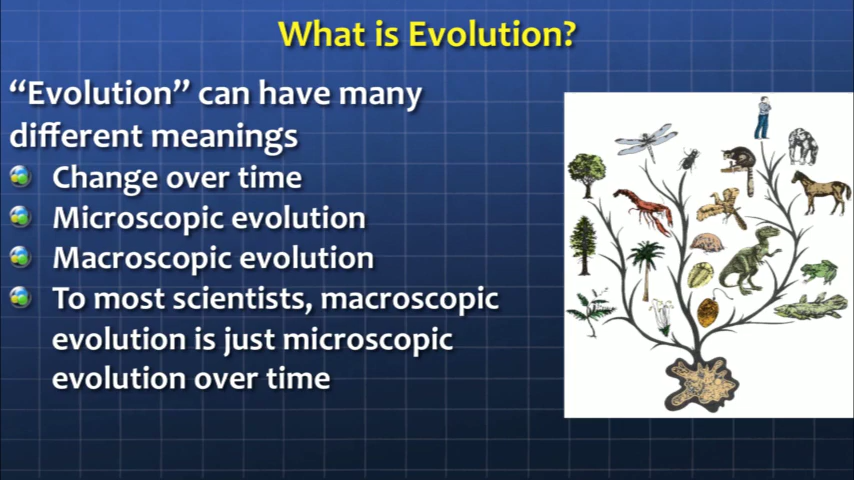 What is Evolution?
“Evolution” can have many
different meanings
Change over time
Microscopic evolution
Macroscopic evolution
To most scientists, macroscopic
evolution is just microscopic
evolution over time